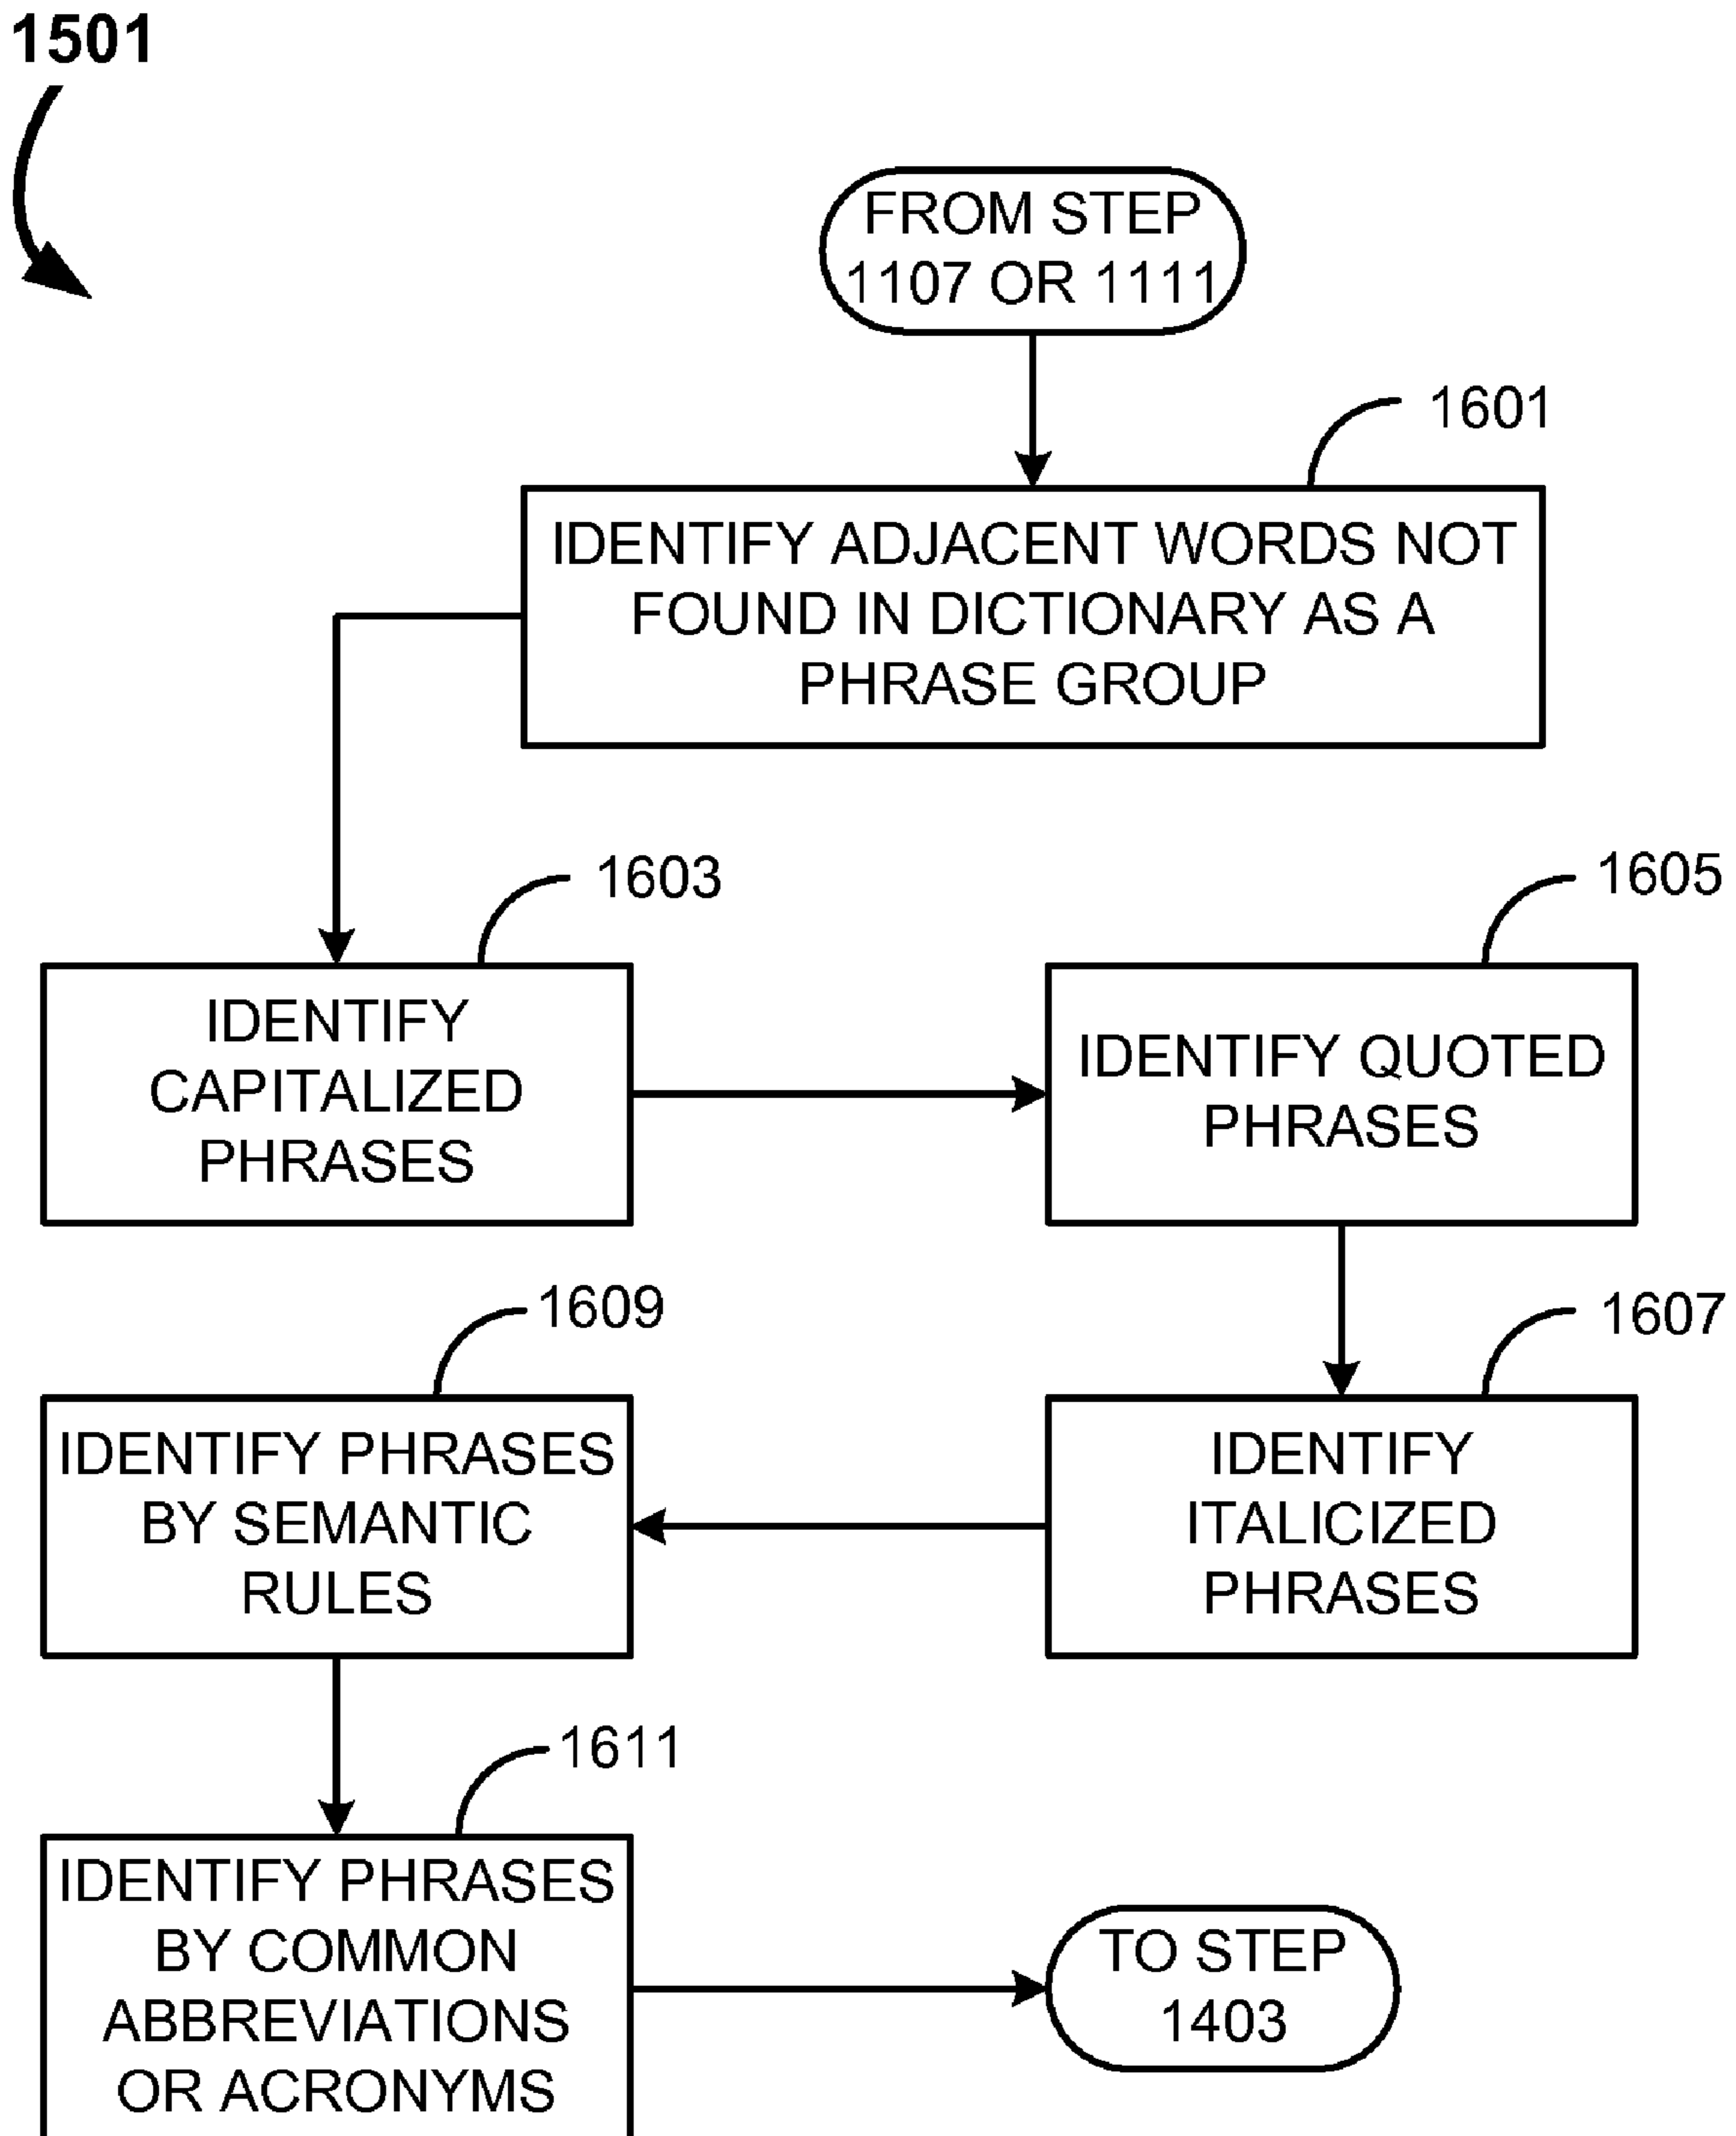 1501
FROM STEP
1107 OR 1111
1601
IDENTIFY ADJACENT WORDS NOT
FOUND IN DICTIONARY AS A
PHRASE GROUP
1603
IDENTIFY
CAPITALIZED
PHRASES
1605
IDENTIFY QUOTED
PHRASES
1607
IDENTIFY
ITALICIZED
PHRASES
1609
IDENTIFY PHRASES
BY SEMANTIC
RULES
1611
IDENTIFY PHRASES
BY COMMON
ABBREVIATIONS
OR ACRONYMS
TO STEP
1403